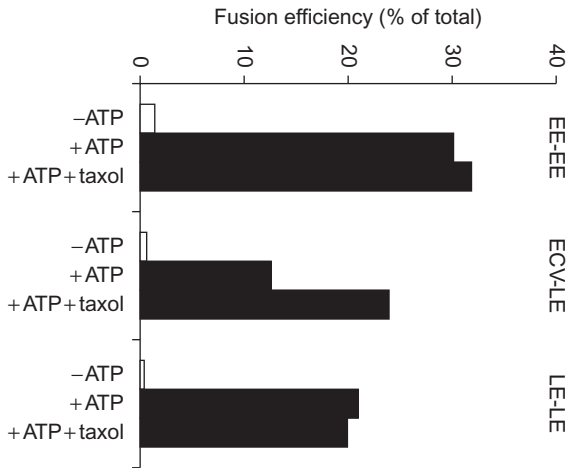 Fusion efficiency (% of total)
0 10 20 30 40
EE-EE
−ATP
+ATP
+ATP+taxol
ECV-LE
−ATP
+ATP
+ATP+taxol
LE-LE
−ATP
+ATP
+ATP+taxol